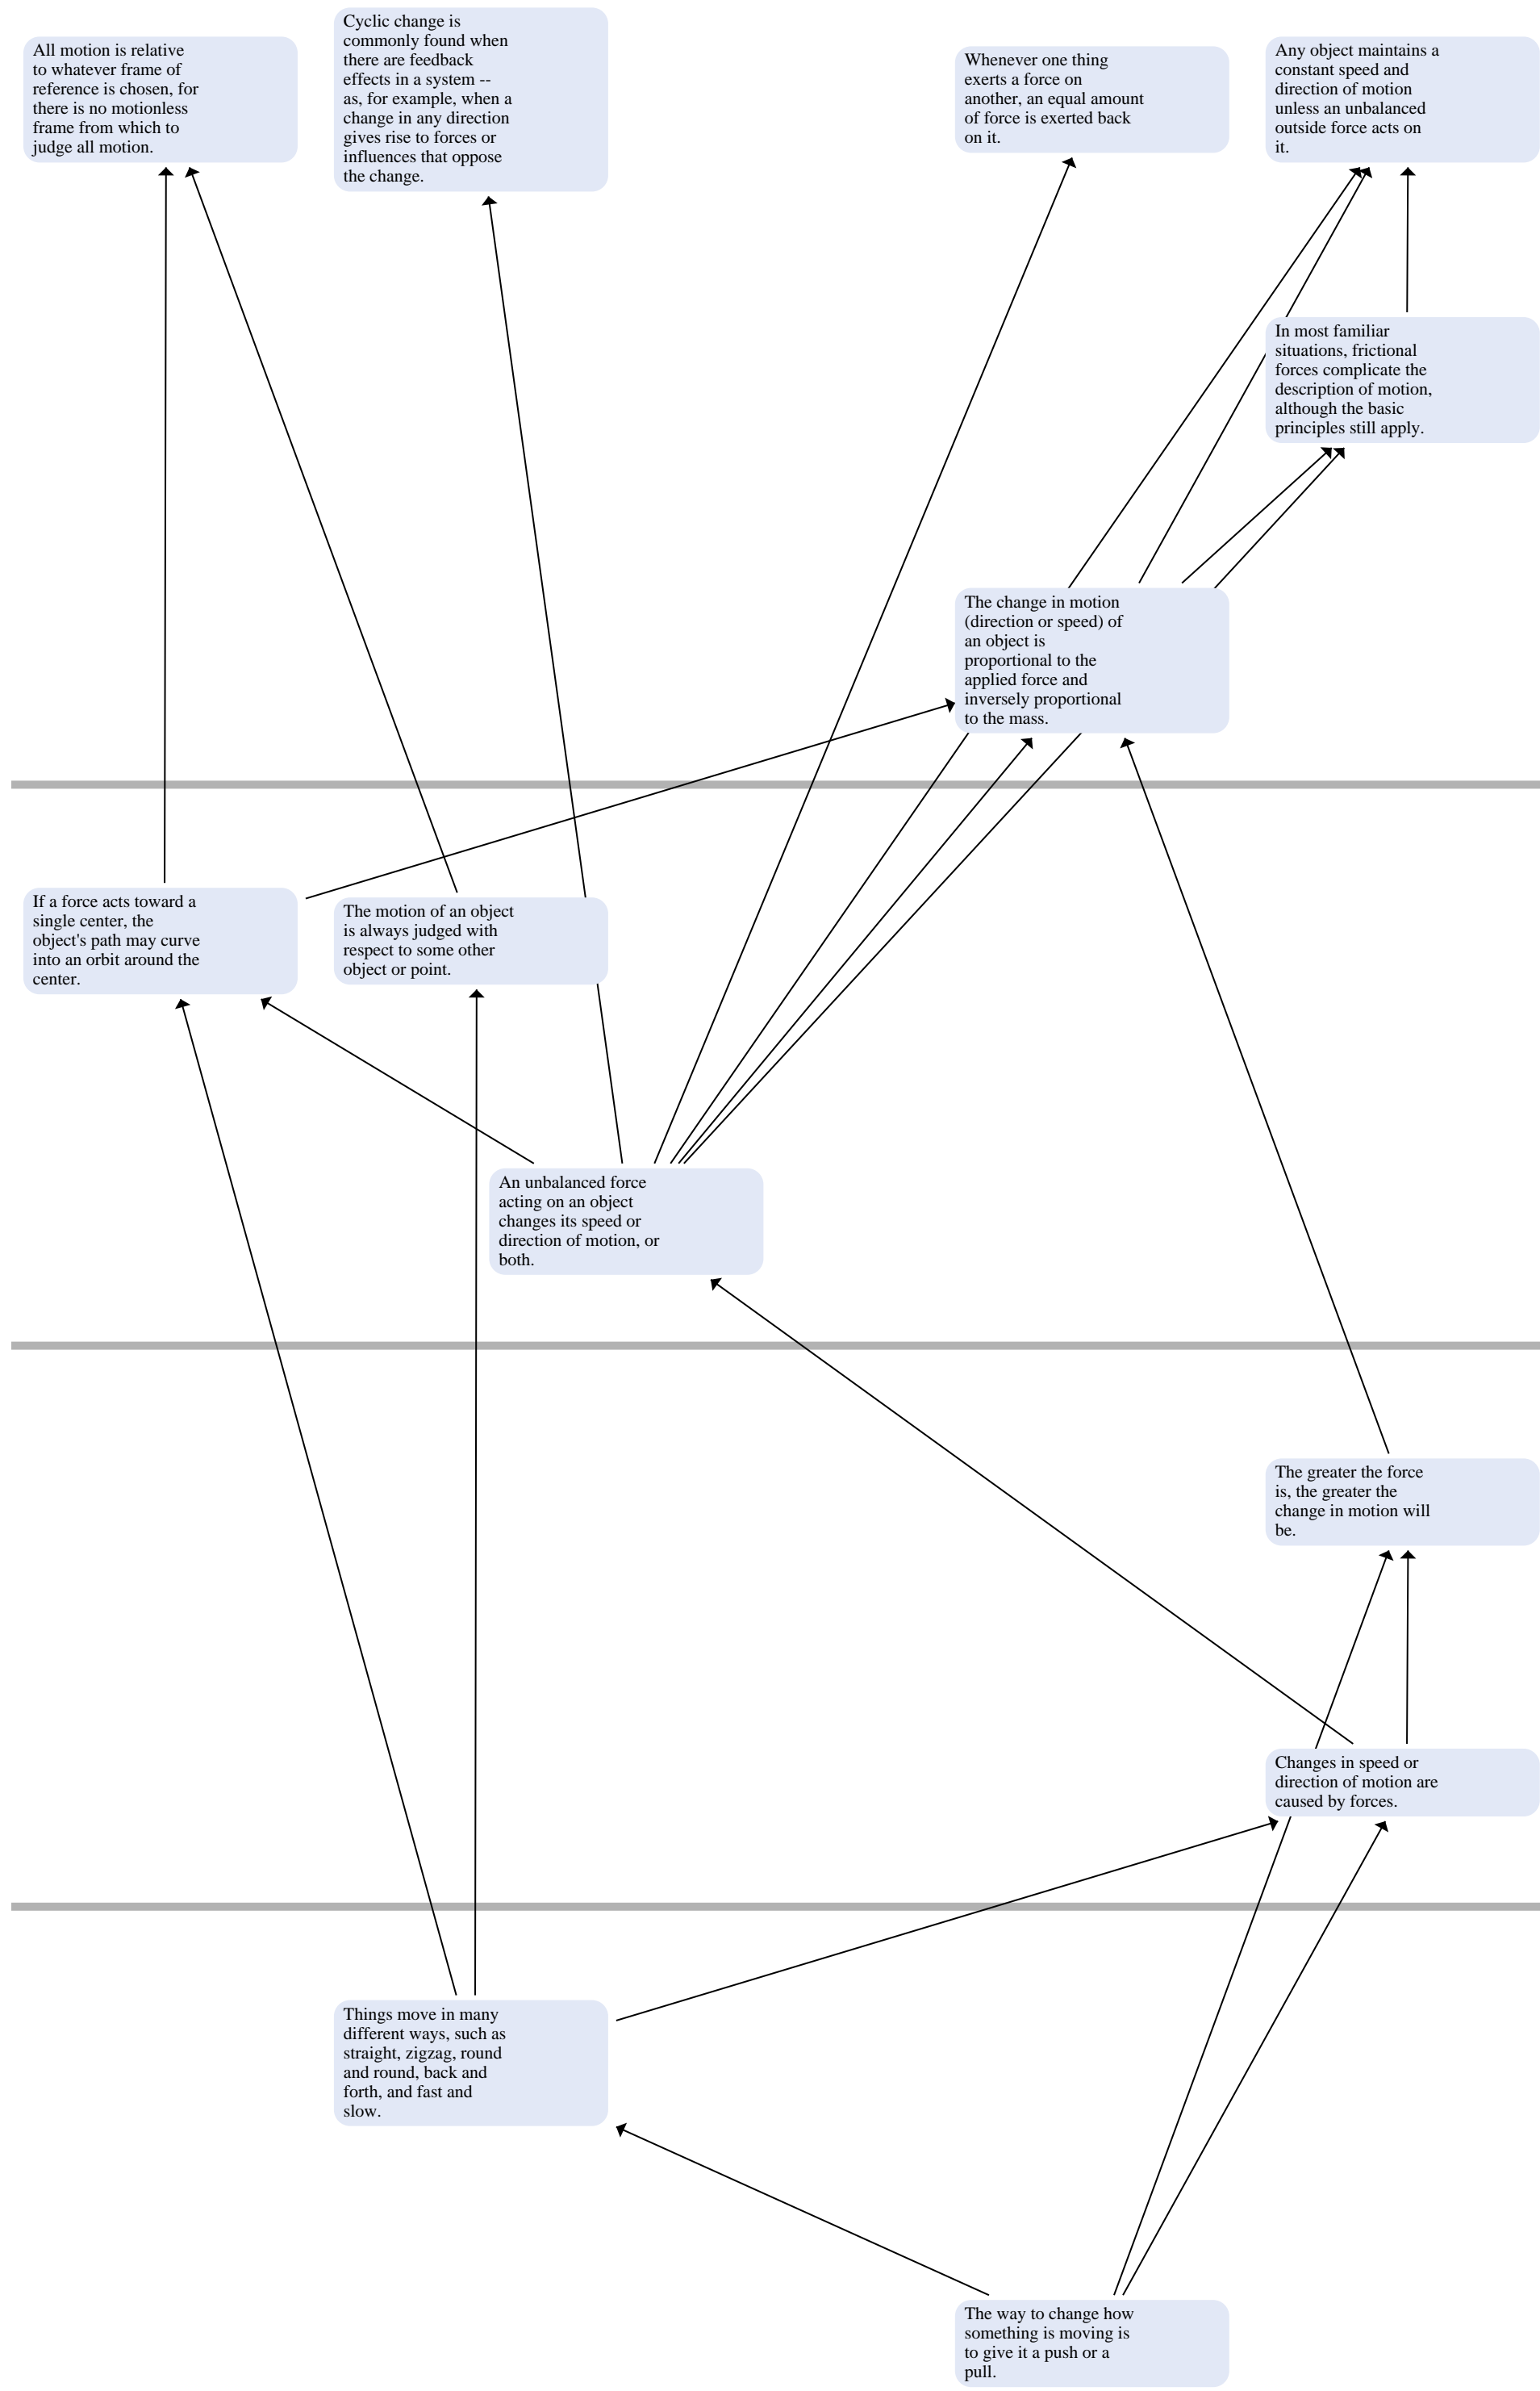 All motion is relative
to whatever frame of
reference is chosen, for
there is no motionless
frame from which to
judge all motion.
Cyclic change is
commonly found when
there are feedback
effects in a system --
as, for example, when a
change in any direction
gives rise to forces or
influences that oppose
the change.
Whenever one thing
exerts a force on
another, an equal amount
of force is exerted back
on it.
Any object maintains a
constant speed and
direction of motion
unless an unbalanced
outside force acts on
it.
In most familiar
situations, frictional
forces complicate the
description of motion,
although the basic
principles still apply.
The change in motion
(direction or speed) of
an object is
proportional to the
applied force and
inversely proportional
to the mass.
If a force acts toward a
single center, the
object's path may curve
into an orbit around the
center.
The motion of an object
is always judged with
respect to some other
object or point.
An unbalanced force
acting on an object
changes its speed or
direction of motion, or
both.
The greater the force
is, the greater the
change in motion will
be.
Changes in speed or
direction of motion are
caused by forces.
Things move in many
different ways, such as
straight, zigzag, round
and round, back and
forth, and fast and
slow.
The way to change how
something is moving is
to give it a push or a
pull.